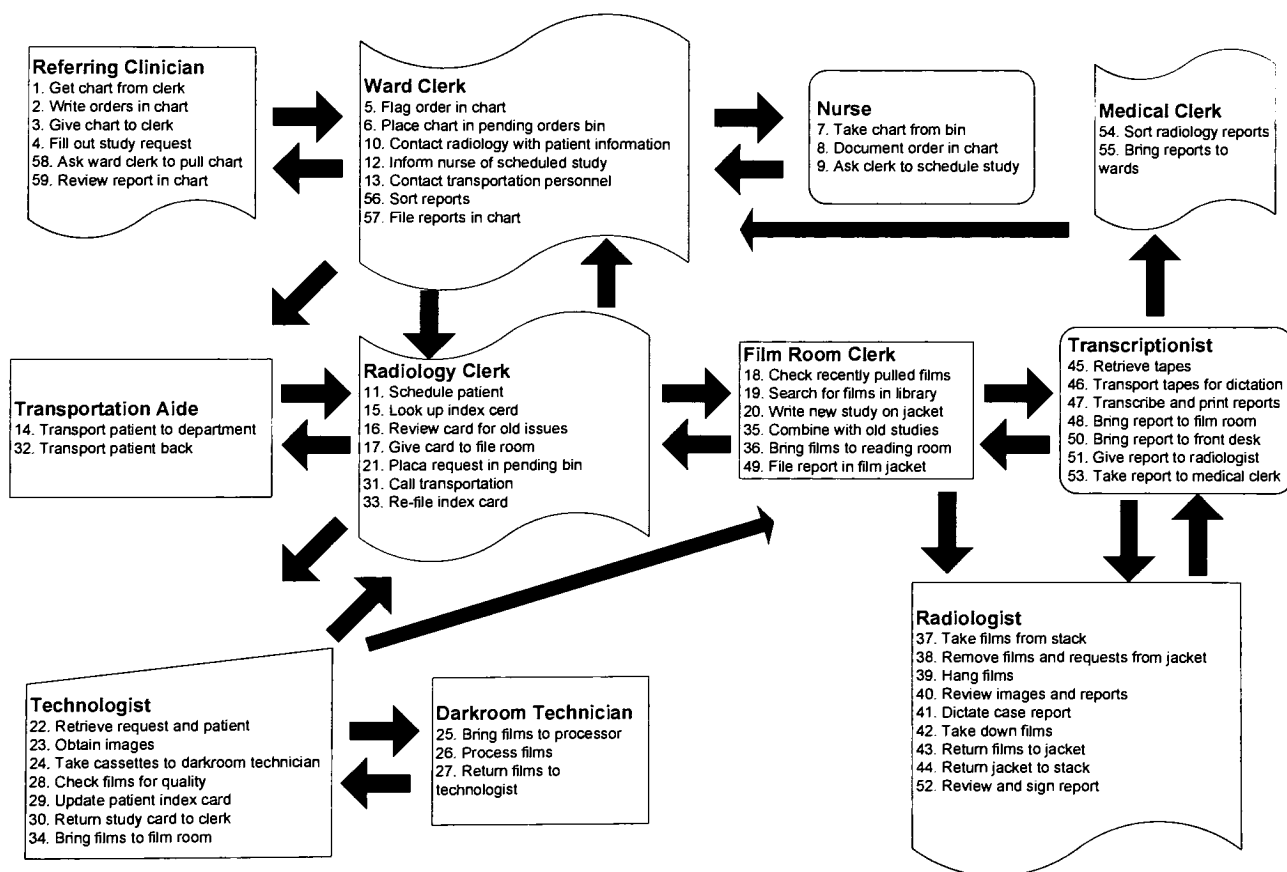 Referring Clinician
1. Get chart from clerk
2. Write orders in chart
3. Give chart to clerk
4. Fill out study request
58. Ask ward clerk to pull chart
59. Review report in chart
Ward Clerk
5. Flag order in chart
6. Place chart in pending orders bin
10. Contact radiology with patient information
12. Inform nurse of scheduled study
13. Contact transportation personnel
56. Sort reports
57. File reports in chart
Nurse
7. Take chart from bin
8. Document order in chart
9. Ask clerk to schedule study
Medical Clerk
54. Sort radiology reports
55. Bring reports to
wards
Transportation Aide
14. Transport patient to department
32. Transport patient back
Radiology Clerk
11. Schedule patient
15. Look up index cerd
16. Review card for old issues
17. Give card to file room
21. Placa request in pending bin
31. Call transportation
33. Re-file index card
Film Room Clerk
18. Check recently pulled films
19. Search for films in library
20. Write new study on jacket
35. Combine with old studies
36. Bring films to reading room
49. File report in film jacket
Transcriptionist
45. Retrieve tapes
46. Transport tapes for dictation
47. Transcribe and print reports
48. Bring report to film room
50. Bring report to front desk
51. Give report to radiologist
53. Take report to medical clerk
Technologist
22. Retrieve request and patient
23. Obtain images
24. Take cassettes to darkroom technician
28. Check films for quality
29. Update patient index card
30. Return study card to clerk
34. Bring films to film room
Darkroom Technician
25. Bring films to processor
26. Process films
27. Return films to
technologist
Radiologist
37. Take films from stack
38. Remove films and requests from jacket
39. Hang films
40. Review images and reports
41. Dictate case report
42. Take down films
43. Return films to jacket
44. Return jacket to stack
52. Review and sign report